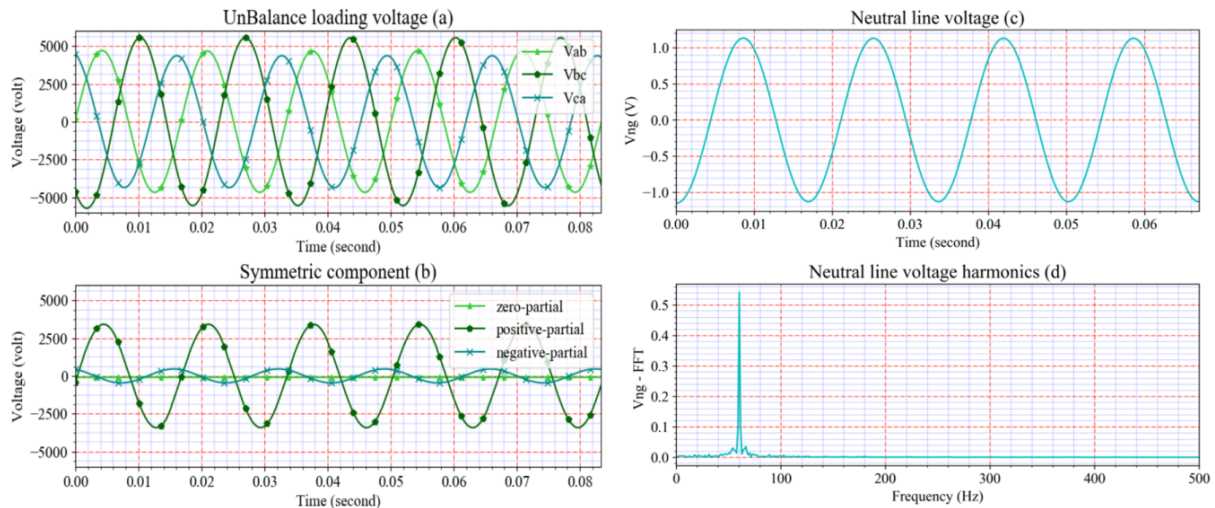 UnBalance loading voltage (a)
Voltage (volt)
5000
2500
0
−2500
−5000
Vab
Vbc
Vca
0.00 0.01 0.02 0.03 0.04 0.05 0.06 0.07 0.08
Time (second)
Neutral line voltage (c)
Vng (V)
1.0
0.5
0.0
−0.5
−1.0
0.00 0.01 0.02 0.03 0.04 0.05 0.06
Time (second)
Symmetric component (b)
Voltage (volt)
5000
2500
0
−2500
−5000
zero-partial
positive-partial
negative-partial
0.00 0.01 0.02 0.03 0.04 0.05 0.06 0.07 0.08
Time (second)
Neutral line voltage harmonics (d)
Vng - FFT
0.5
0.4
0.3
0.2
0.1
0.0
0 100 200 300 400 500
Frequency (Hz)